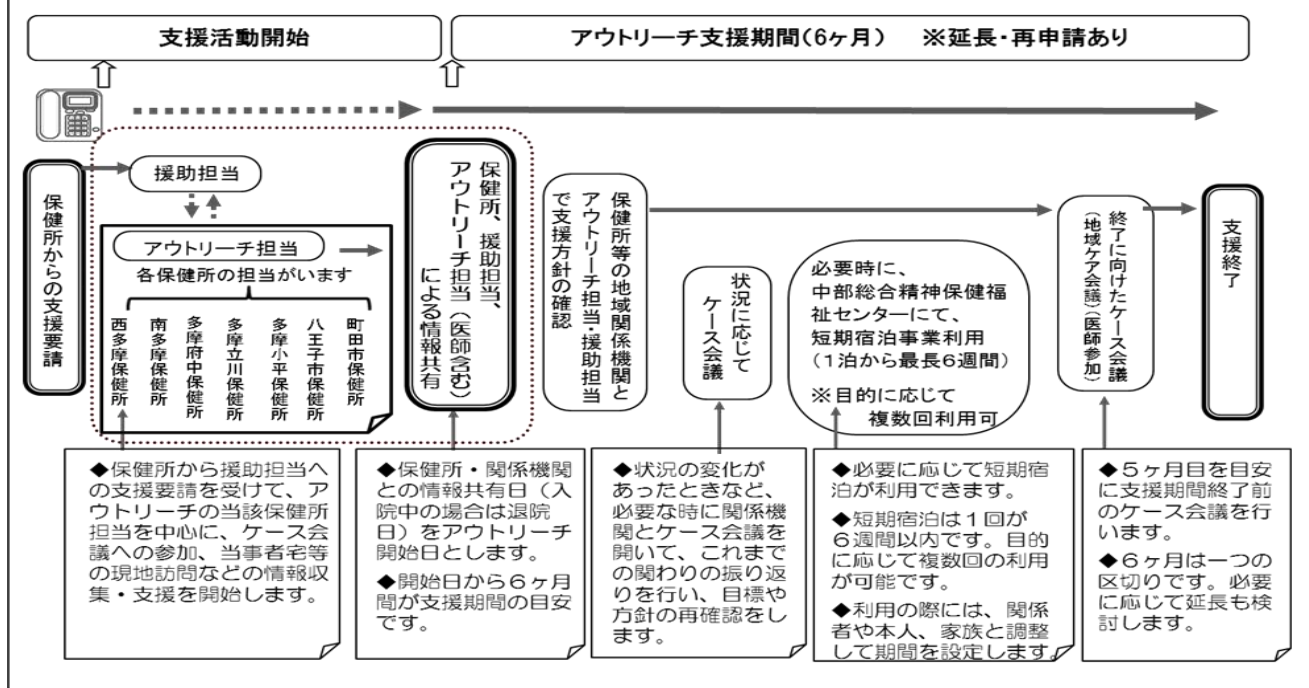 支援活動開始
アウトリーチ支援期間(6ヶ月)　※延長・再申請あり
保健所からの支援要請
援助担当
アウトリーチ担当
各保健所の担当がいます
西多摩保健所
南多摩保健所
多摩府中保健所
多摩立川保健所
多摩小平保健所
八王子市保健所
町田市保健所
保健所、援助担当、
アウトリーチ担当（医師含む）
による情報共有
保健所等の地域関係機関と
アウトリーチ担当・援助担当
で支援方針の確認
状況に応じて
ケース会議
必要時に、
中部総合精神保健福
祉センターにて、
短期宿泊事業利用
(1泊から最長6週間)
※目的に応じて
複数回利用可
終了に向けたケース会議
(地域ケア会議)(医師参加)
支援終了
◆保健所から援助担当へ
の支援要請を受けて、ア
ウトリーチの当該保健所
担当を中心に、ケース会
議への参加、当事者宅等
の現地訪問などの情報収
集・支援を開始します。
◆保健所・関係機関
との情報共有日（入
院中の場合は退院
日）をアウトリーチ
開始日とします。
◆開始日から６ヶ月
間が支援期間の目安
です。
◆状況の変化が
あったときなど、
必要な時に関係機
関とケース会議を
開いて、これまで
の関わりの振り返
りを行い、目標や
方針の再確認をし
ます。
◆必要に応じて短期宿
泊が利用できます。
◆短期宿泊は１回が
６週間以内です。目的
に応じて複数回の利用
が可能です。
◆利用の際には、関係
者や本人、家族と調整
して期間を設定します。
◆５ヶ月目を目安
に支援期間終了前
のケース会議を行
います。
◆６ヶ月は一つの
区切りです。必要
に応じて延長も検
討します。